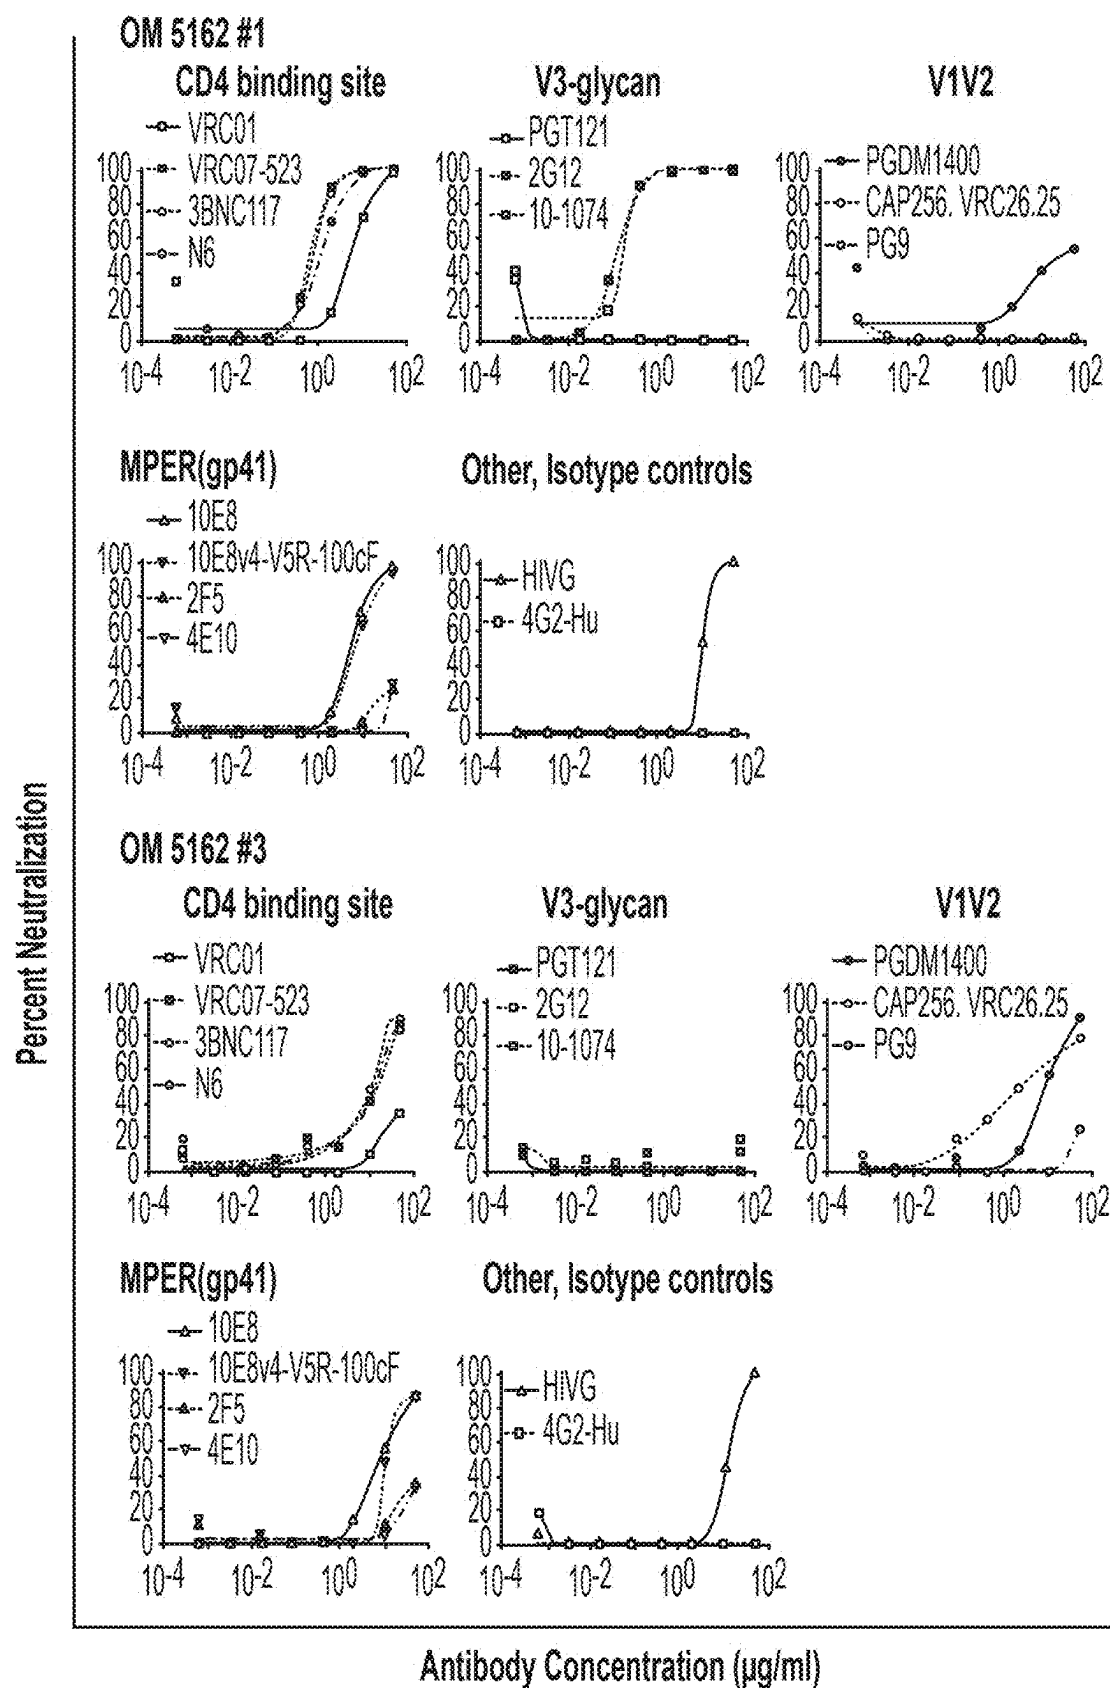 OM 5162 #1
CD4 binding site
VRC01
VRC07-523
3BNC117
N6
100
80
60
40
20
0
10-4
10-2
100
102
V3-glycan
PGT121
2G12
10-1074
100
80
60
40
20
0
10-4
10-2
100
102
V1V2
PGDM1400
CAP256. VRC26.25
PG9
100
80
60
40
20
0
10-4
10-2
100
102
MPER(gp41)
10E8
10E8v4-V5R-100cF
2F5
4E10
100
80
60
40
20
0
10-4
10-2
100
102
Other, Isotype controls
HIVG
4G2-Hu
100
80
60
40
20
0
10-4
10-2
100
102
Percent Neutralization
OM 5162 #3
CD4 binding site
VRC01
VRC07-523
3BNC117
N6
100
80
60
40
20
0
10-4
10-2
100
102
V3-glycan
PGT121
2G12
10-1074
100
80
60
40
20
0
10-4
10-2
100
102
V1V2
PGDM1400
CAP256. VRC26.25
PG9
100
80
60
40
20
0
10-4
10-2
100
102
MPER(gp41)
10E8
10E8v4-V5R-100cF
2F5
4E10
100
80
60
40
20
0
10-4
10-2
100
102
Other, Isotype controls
HIVG
4G2-Hu
100
80
60
40
20
0
10-4
10-2
100
102
Antibody Concentration (µg/ml)